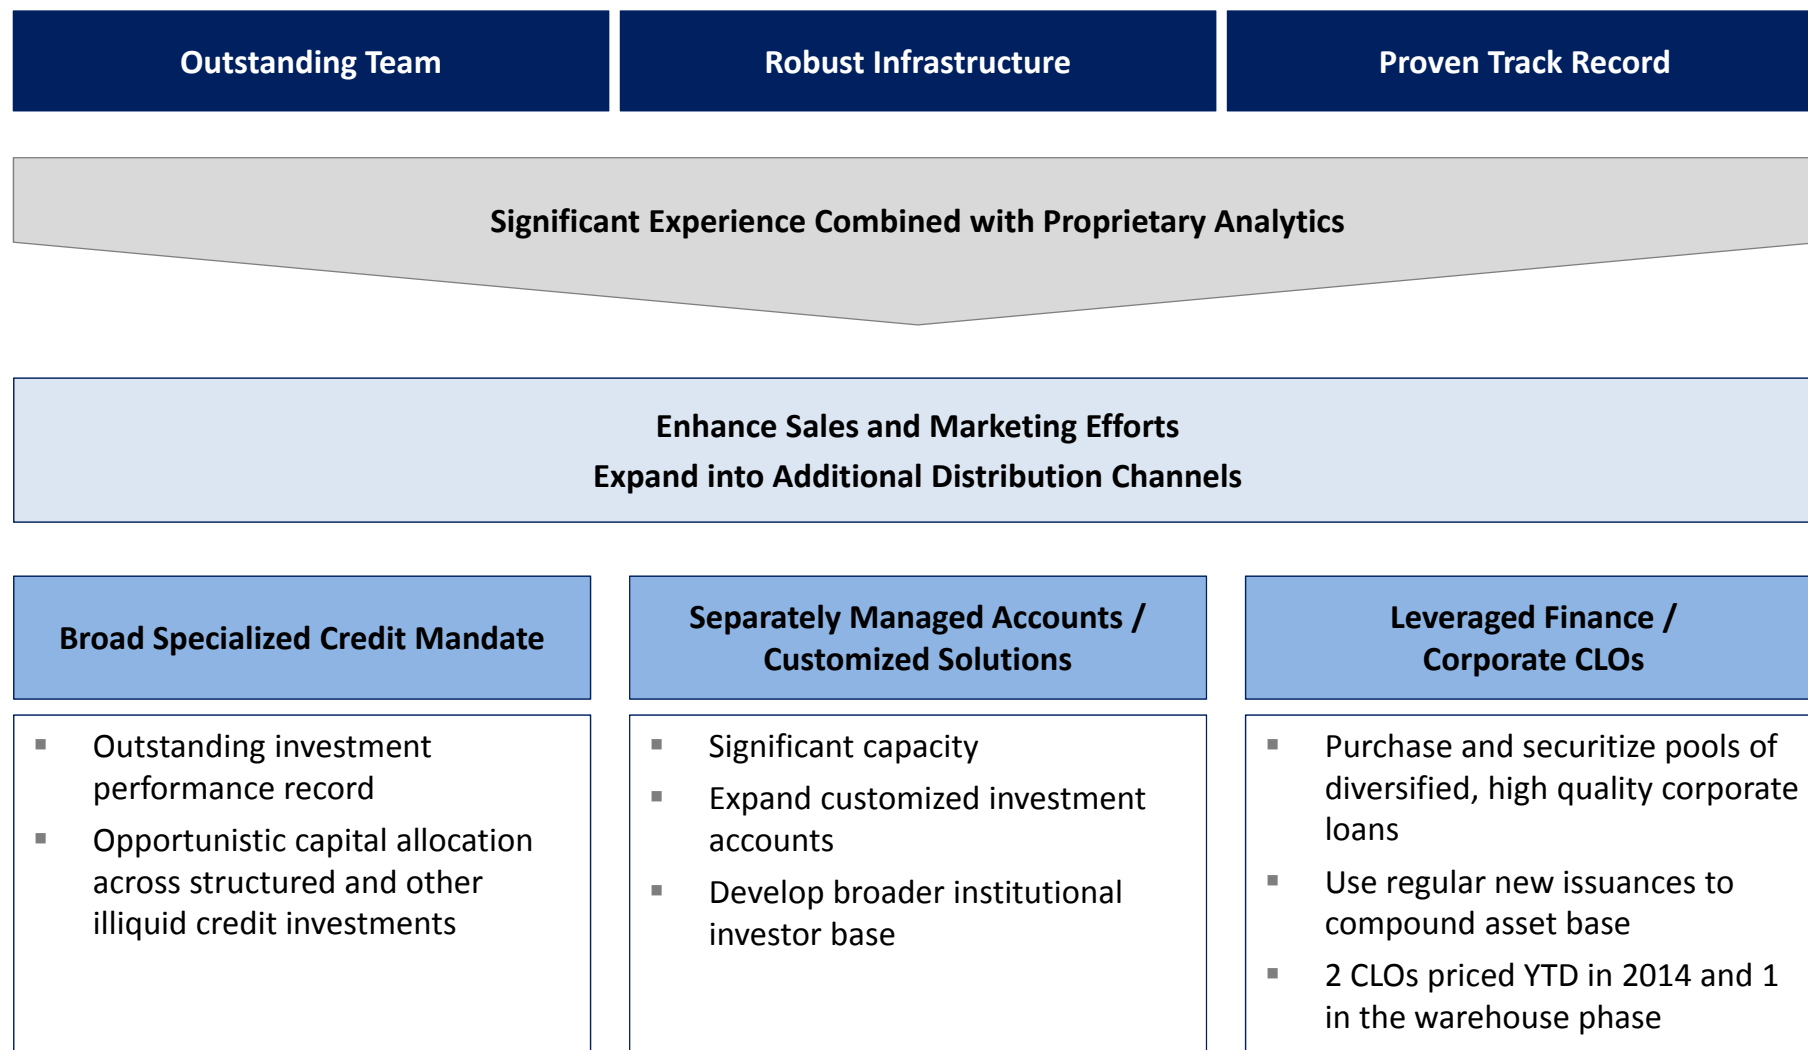 Outstanding Team
Robust Infrastructure
Proven Track Record
Significant Experience Combined with Proprietary Analytics
Enhance Sales and Marketing Efforts
Expand into Additional Distribution Channels
Broad Specialized Credit Mandate
▪ Outstanding investment
performance record
▪ Opportunistic capital allocation
across structured and other
illiquid credit investments
Separately Managed Accounts /
Customized Solutions
▪ Significant capacity
▪ Expand customized investment
accounts
▪ Develop broader institutional
investor base
Leveraged Finance /
Corporate CLOs
▪ Purchase and securitize pools of
diversified, high quality corporate
loans
▪ Use regular new issuances to
compound asset base
▪ 2 CLOs priced YTD in 2014 and 1
in the warehouse phase